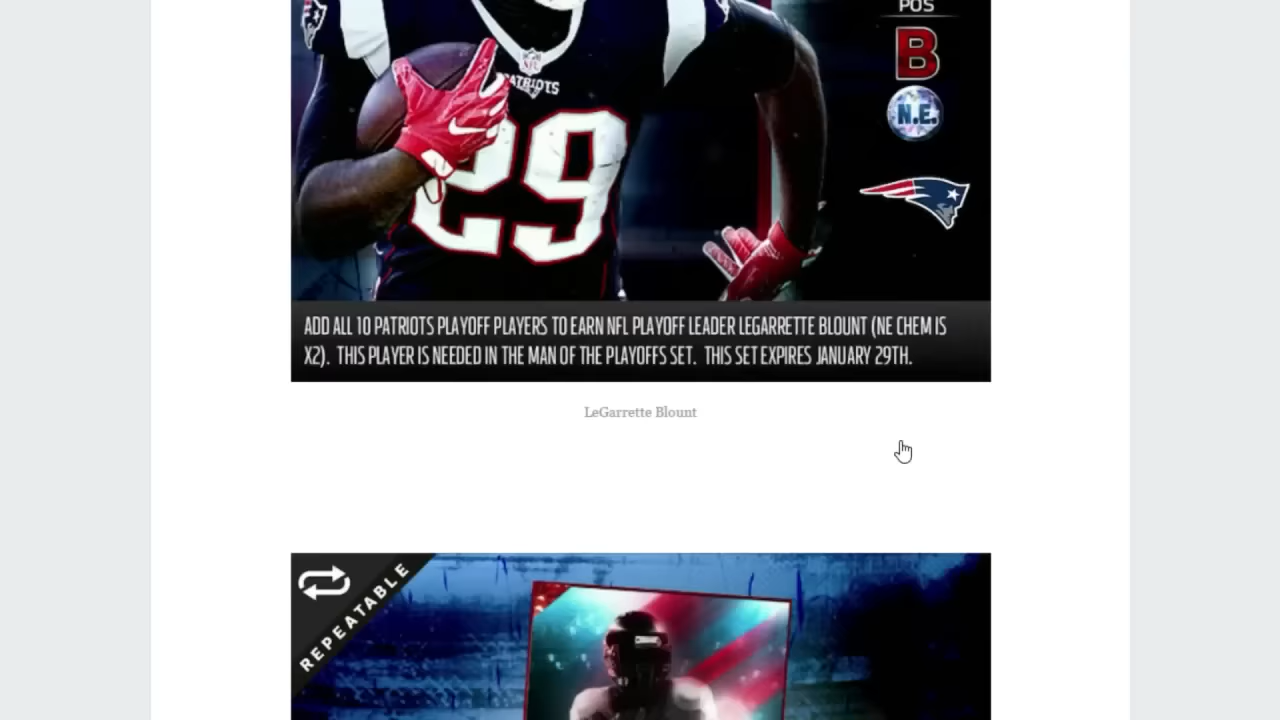 POS
B
N.E.
PATRIOTS
29
ADD ALL 10 PATRIOTS PLAYOFF PLAYERS TO EARN NFL PLAYOFF LEADER LEGARRETTE BLOUNT (NE CHEM IS
X2). THIS PLAYER IS NEEDED IN THE MAN OF THE PLAYOFFS SET. THIS SET EXPIRES JANUARY 29TH.
LeGarrette Blount
REPEATABLE